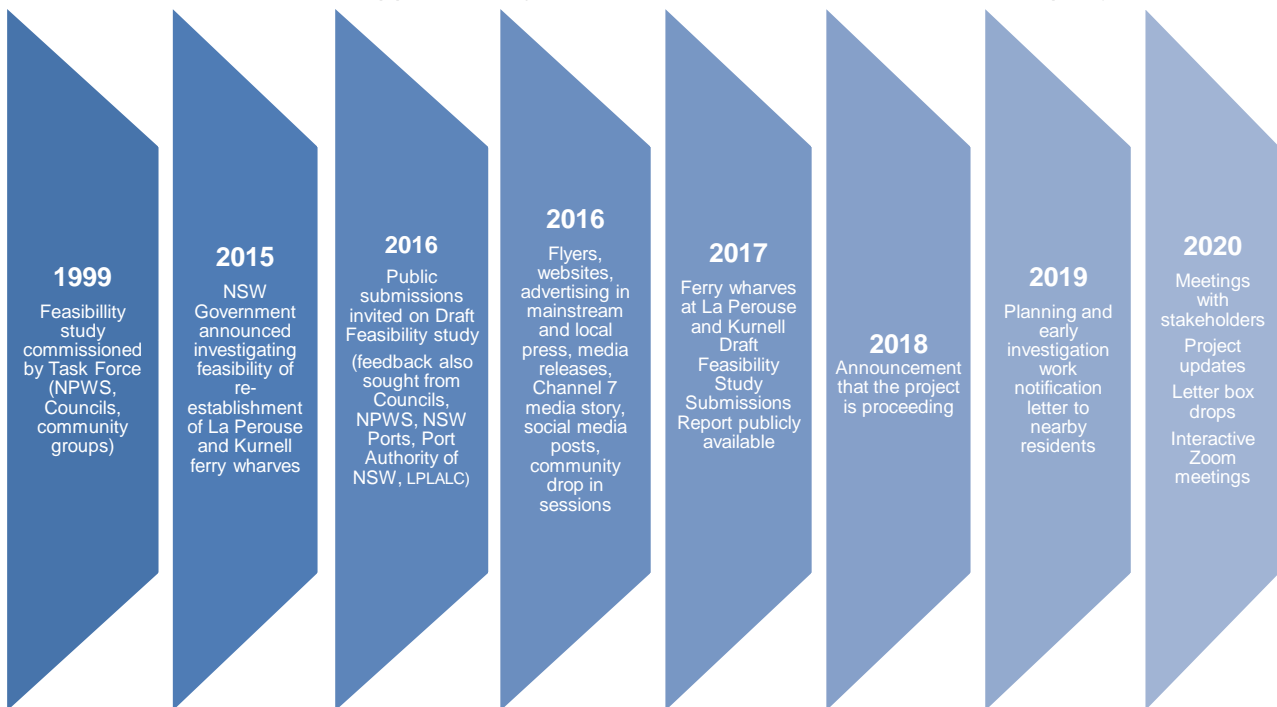 1999
Feasibillity
study
commissioned
by Task Force
(NPWS,
Councils,
community
groups)
2015
NSW
Government
announced
investigating
feasibility of
re-
establishment
of La Perouse
and Kurnell
ferry wharves
2016
Public
submissions
invited on Draft
Feasibility study
(feedback also
sought from
Councils,
NPWS, NSW
Ports, Port
Authority of
NSW, LPLALC)
2016
Flyers,
websites,
advertising in
mainstream
and local
press, media
releases,
Channel 7
media story,
social media
posts,
community
drop in
sessions
2017
Ferry wharves
at La Perouse
and Kurnell
Draft
Feasibility
Study
Submissions
Report publicly
available
2018
Announcement
that the project
is proceeding
2019
Planning and
early
investigation
work
notification
letter to
nearby
residents
2020
Meetings
with
stakeholders
Project
updates
Letter box
drops
Interactive
Zoom
meetings